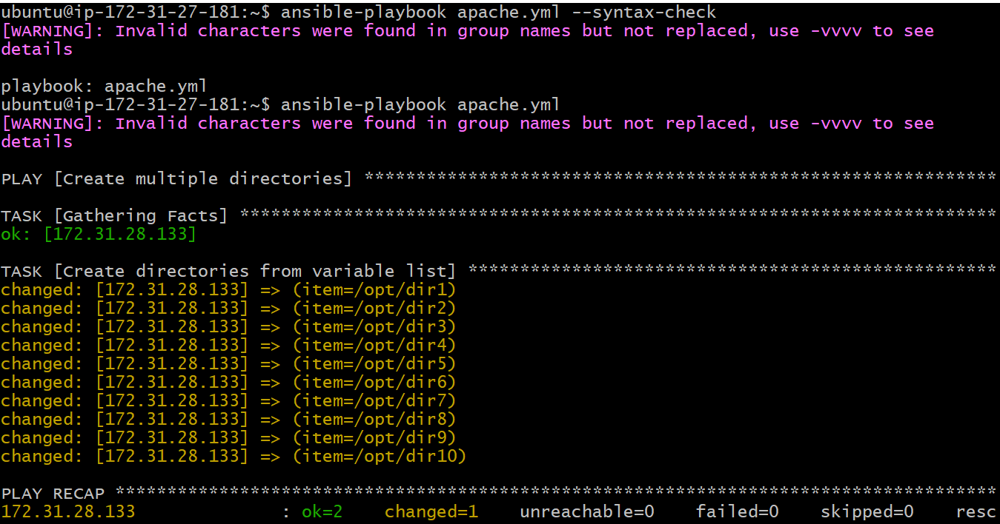 ubuntu@ip-172-31-27-181:~$ ansible-playbook apache.yml --syntax-check
[WARNING]: Invalid characters were found in group names but not replaced, use -vvvv to see
details
playbook: apache.yml
ubuntu@ip-172-31-27-181:~$ ansible-playbook apache.yml
[WARNING]: Invalid characters were found in group names but not replaced, use -vvvv to see
details
PLAY [Create multiple directories] *************************************************************
TASK [Gathering Facts] *************************************************************************
ok: [172.31.28.133]
TASK [Create directories from variable list] ***************************************************
changed: [172.31.28.133] => (item=/opt/dir1)
changed: [172.31.28.133] => (item=/opt/dir2)
changed: [172.31.28.133] => (item=/opt/dir3)
changed: [172.31.28.133] => (item=/opt/dir4)
changed: [172.31.28.133] => (item=/opt/dir5)
changed: [172.31.28.133] => (item=/opt/dir6)
changed: [172.31.28.133] => (item=/opt/dir7)
changed: [172.31.28.133] => (item=/opt/dir8)
changed: [172.31.28.133] => (item=/opt/dir9)
changed: [172.31.28.133] => (item=/opt/dir10)
PLAY RECAP *************************************************************************************
172.31.28.133              : ok=2    changed=1    unreachable=0    failed=0    skipped=0    resc